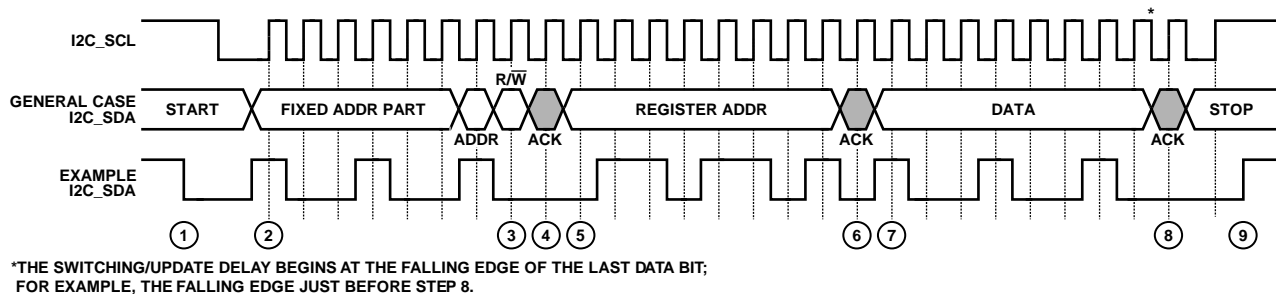 *
I2C_SCL
R/W
GENERAL CASE
I2C_SDA
START
FIXED ADDR PART
REGISTER ADDR
DATA
STOP
ADDR
ACK
ACK
ACK
EXAMPLE
I2C_SDA
1
2
3
4
5
6
7
8
9
*THE SWITCHING/UPDATE DELAY BEGINS AT THE FALLING EDGE OF THE LAST DATA BIT;
FOR EXAMPLE, THE FALLING EDGE JUST BEFORE STEP 8.